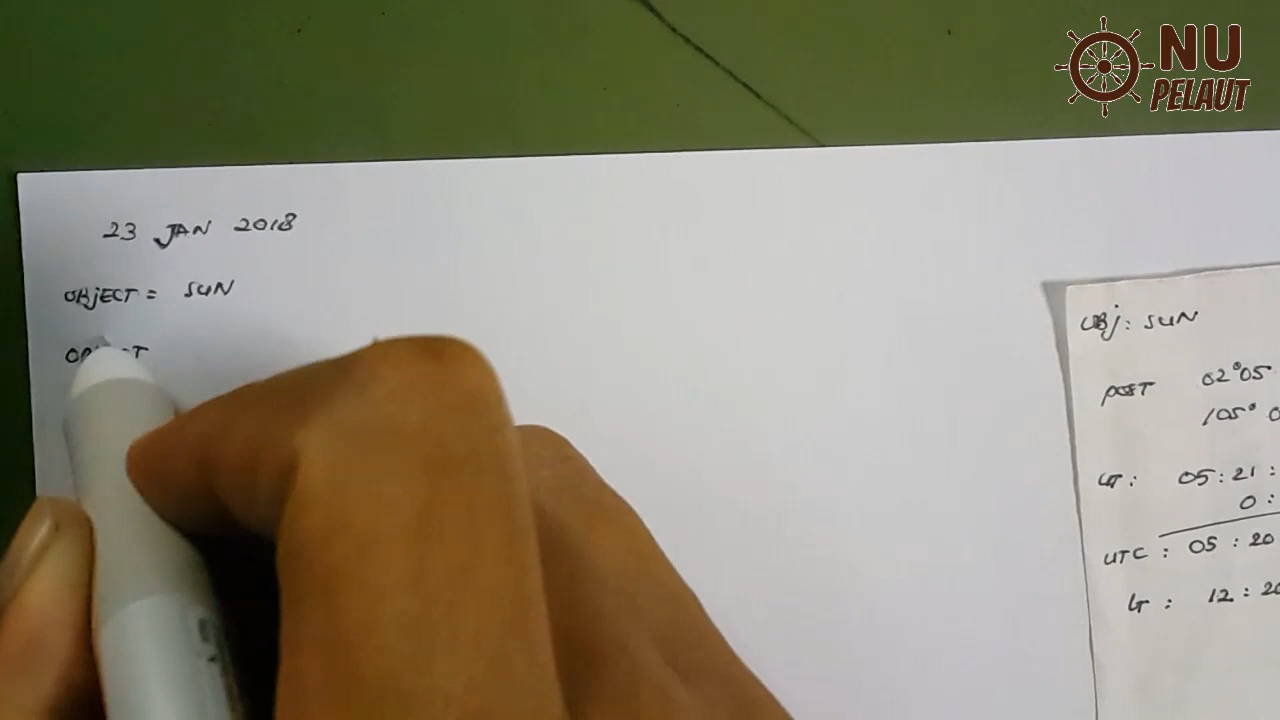 NU
PELAUT
23 JAN 2018
OBJECT = SUN
OBJ: SUN
POST 02°05
105° 0
05:21:
0:
UTC : 05 : 20
LT : 12:20